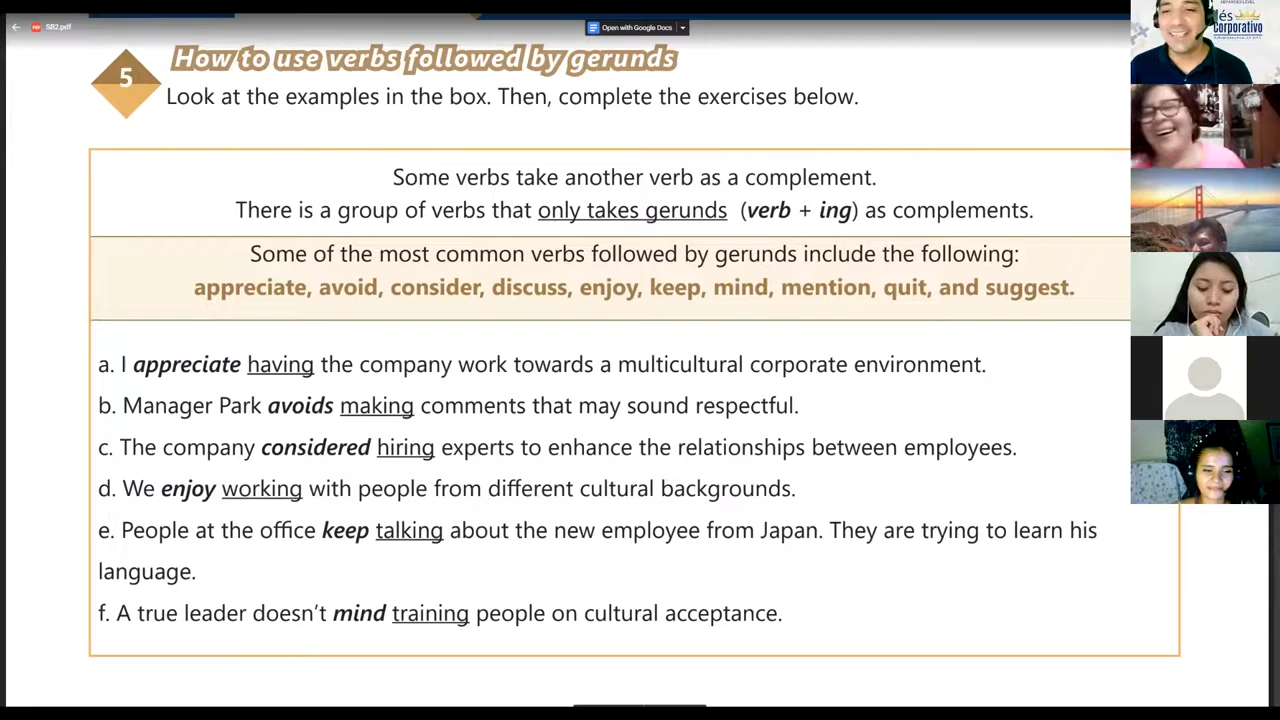 SB2.pdf
Open with Google Docs
ADVANCED LEVEL
és
Corporativo
5
How to use verbs followed by gerunds
Look at the examples in the box. Then, complete the exercises below.
Some verbs take another verb as a complement.
There is a group of verbs that only takes gerunds (verb + ing) as complements.
Some of the most common verbs followed by gerunds include the following:
appreciate, avoid, consider, discuss, enjoy, keep, mind, mention, quit, and suggest.
a. I appreciate having the company work towards a multicultural corporate environment.
b. Manager Park avoids making comments that may sound respectful.
c. The company considered hiring experts to enhance the relationships between employees.
d. We enjoy working with people from different cultural backgrounds.
e. People at the office keep talking about the new employee from Japan. They are trying to learn his
language.
f. A true leader doesn’t mind training people on cultural acceptance.